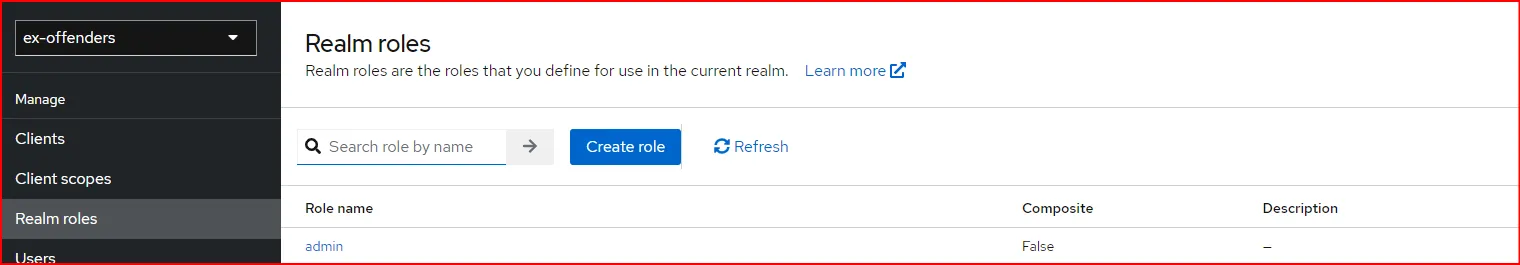 ex-offenders
Manage
Clients
Client scopes
Realm roles
Users
Realm roles
Realm roles are the roles that you define for use in the current realm. Learn more
Search role by name
Create role
Refresh
Role name Composite Description
admin False –